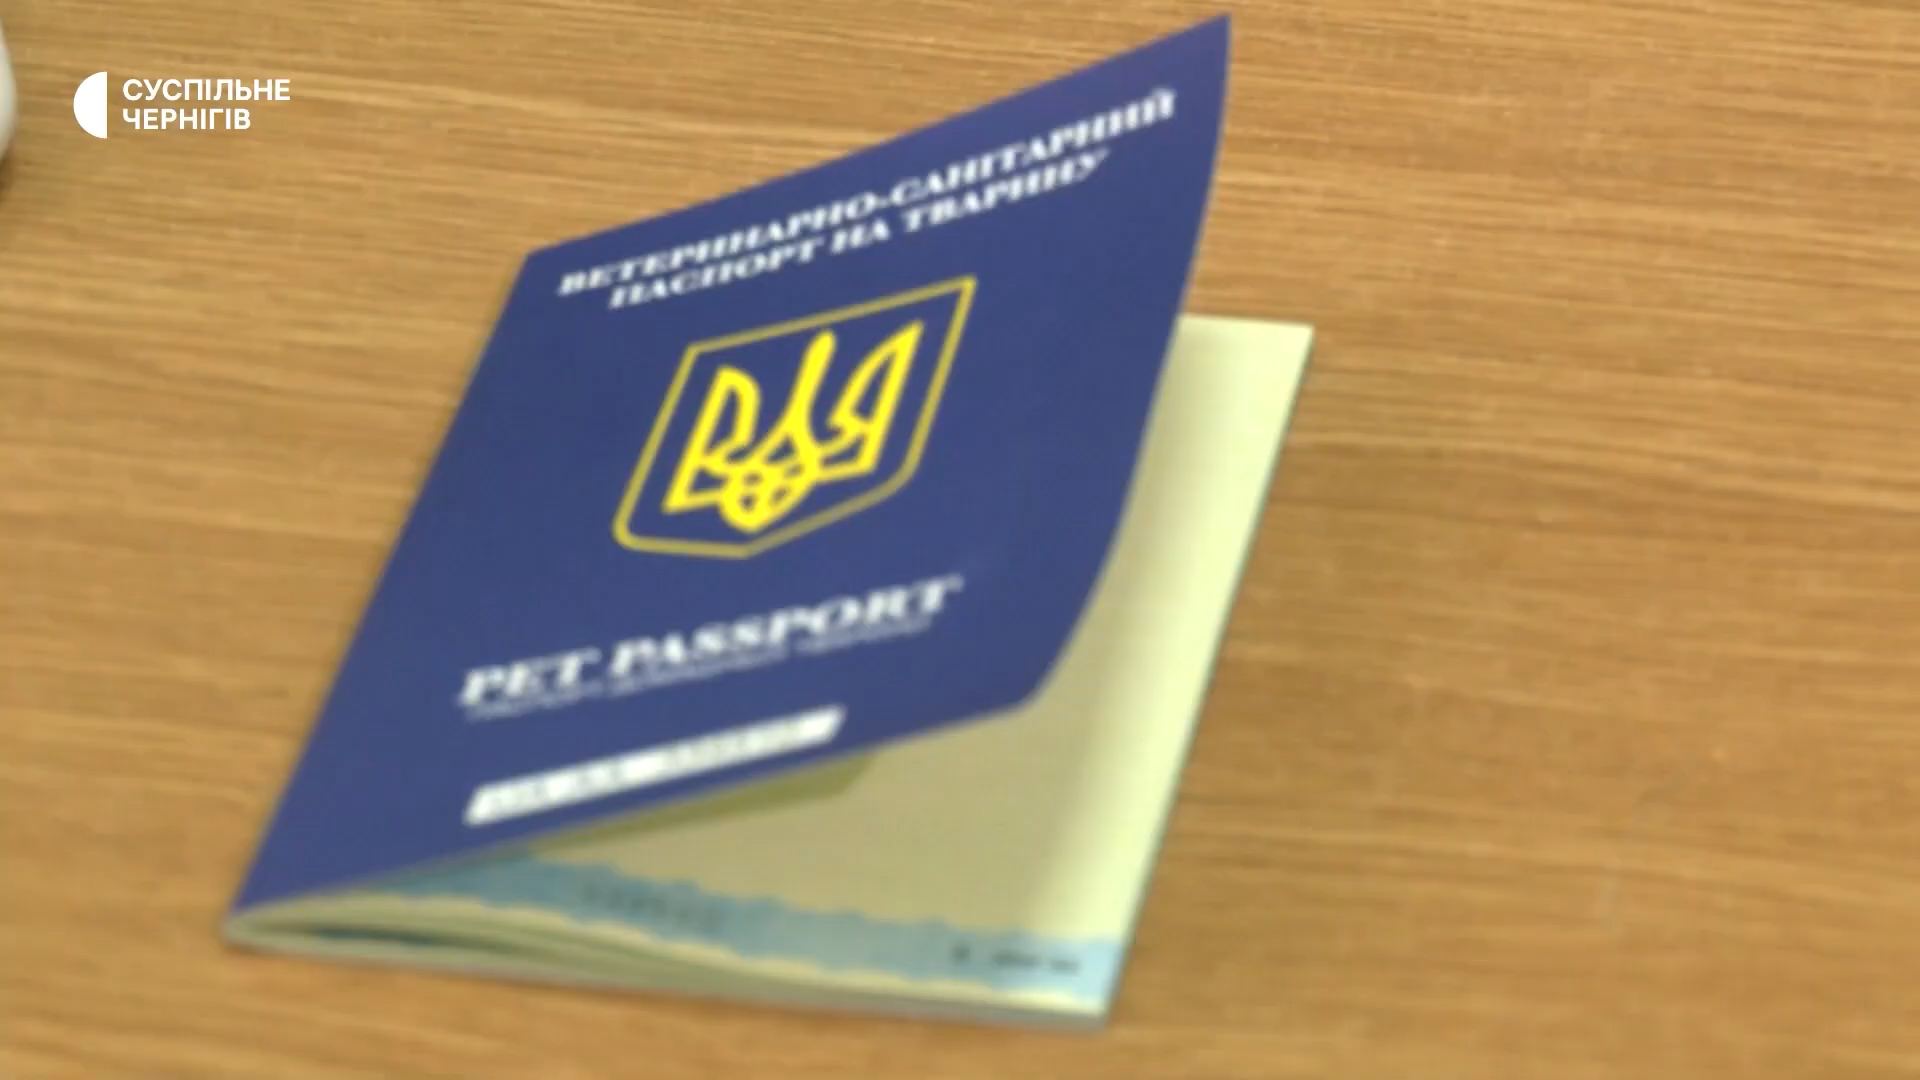 СУСПІЛЬНЕ
ЧЕРНІГІВ
ВЕТЕРИНАРНО-САНІТАРНИЙ
ПАСПОРТ НА ТВАРИНУ
PET PASSPORT